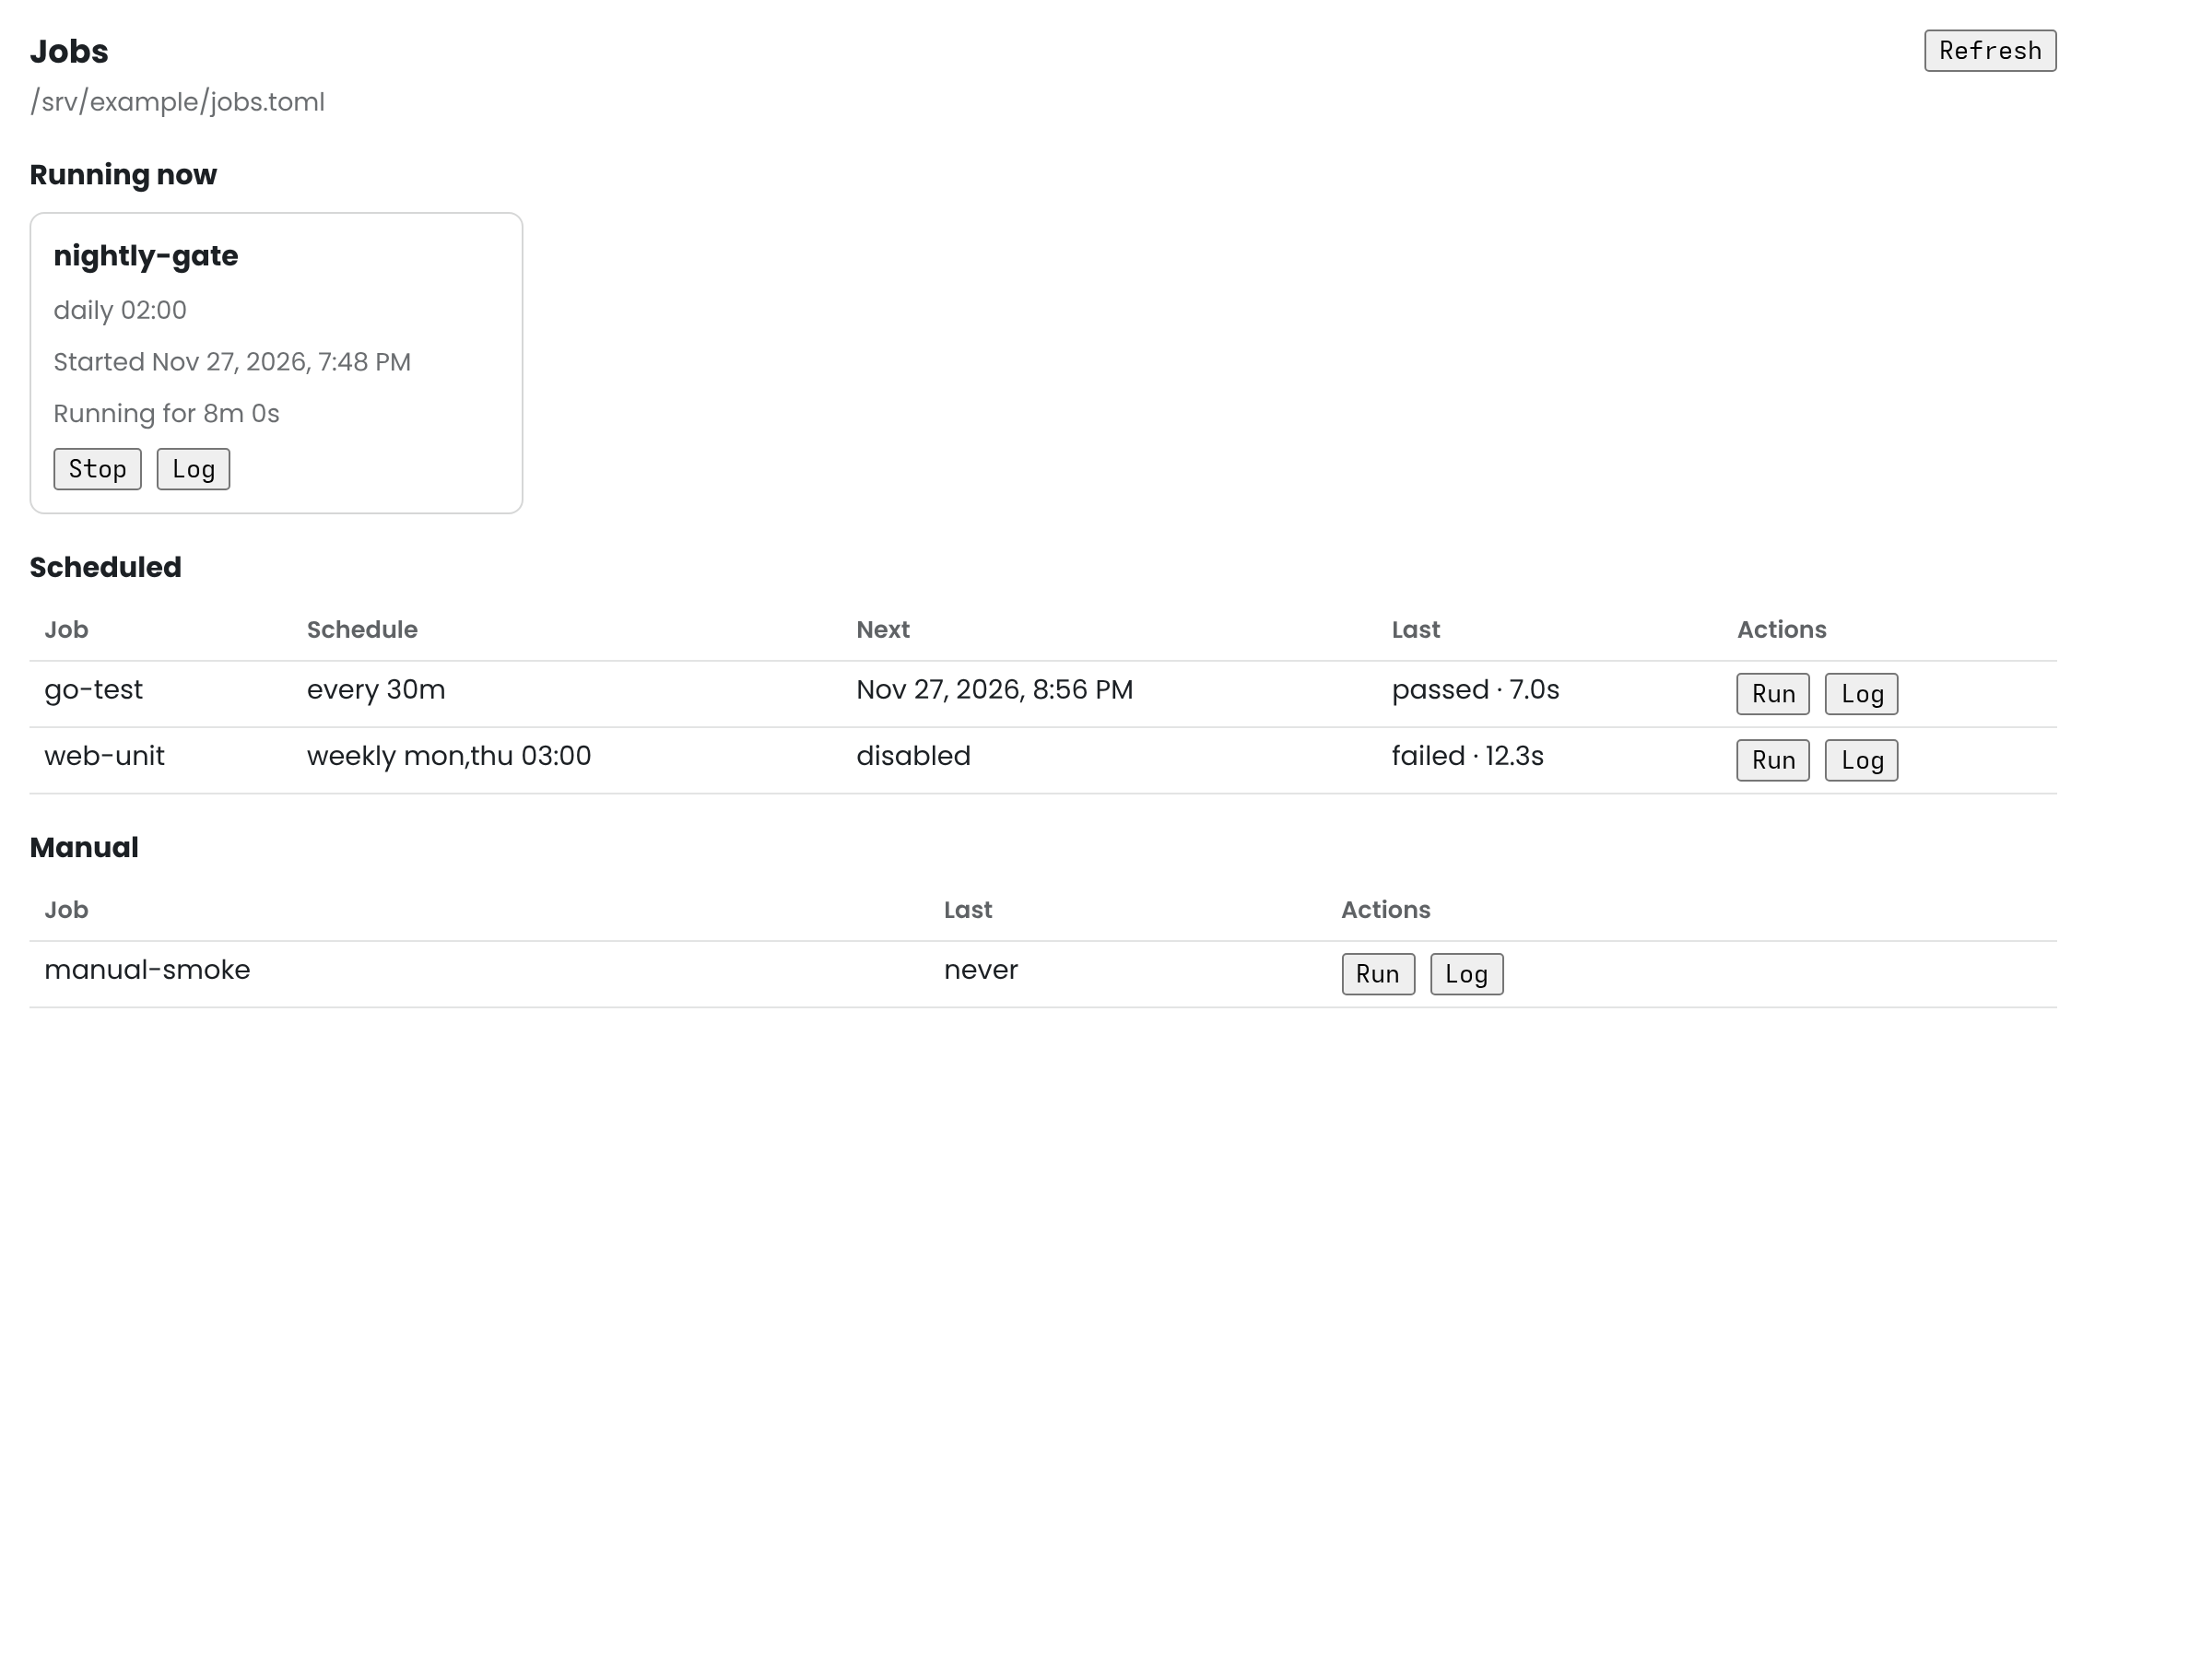 Jobs Refresh
/srv/example/jobs.toml
Running now
nightly-gate
daily 02:00
Started Nov 27, 2026, 7:48 PM
Running for 8m 0s
Stop Log
Scheduled
Job Schedule Next Last Actions
go-test every 30m Nov 27, 2026, 8:56 PM passed · 7.0s Run Log
web-unit weekly mon,thu 03:00 disabled failed · 12.3s Run Log
Manual
Job Last Actions
manual-smoke never Run Log